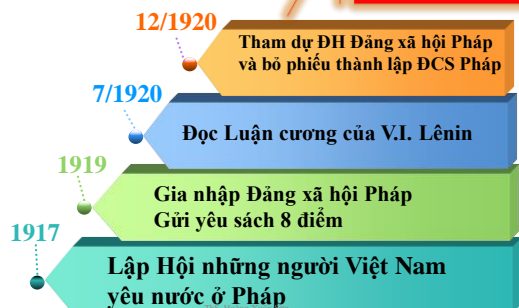 12/1920
Tham dự ĐH Đảng xã hội Pháp
và bỏ phiếu thành lập ĐCS Pháp
7/1920
Đọc Luận cương của V.I. Lênin
1919
Gia nhập Đảng xã hội Pháp
Gửi yêu sách 8 điểm
1917
Lập Hội những người Việt Nam
yêu nước ở Pháp